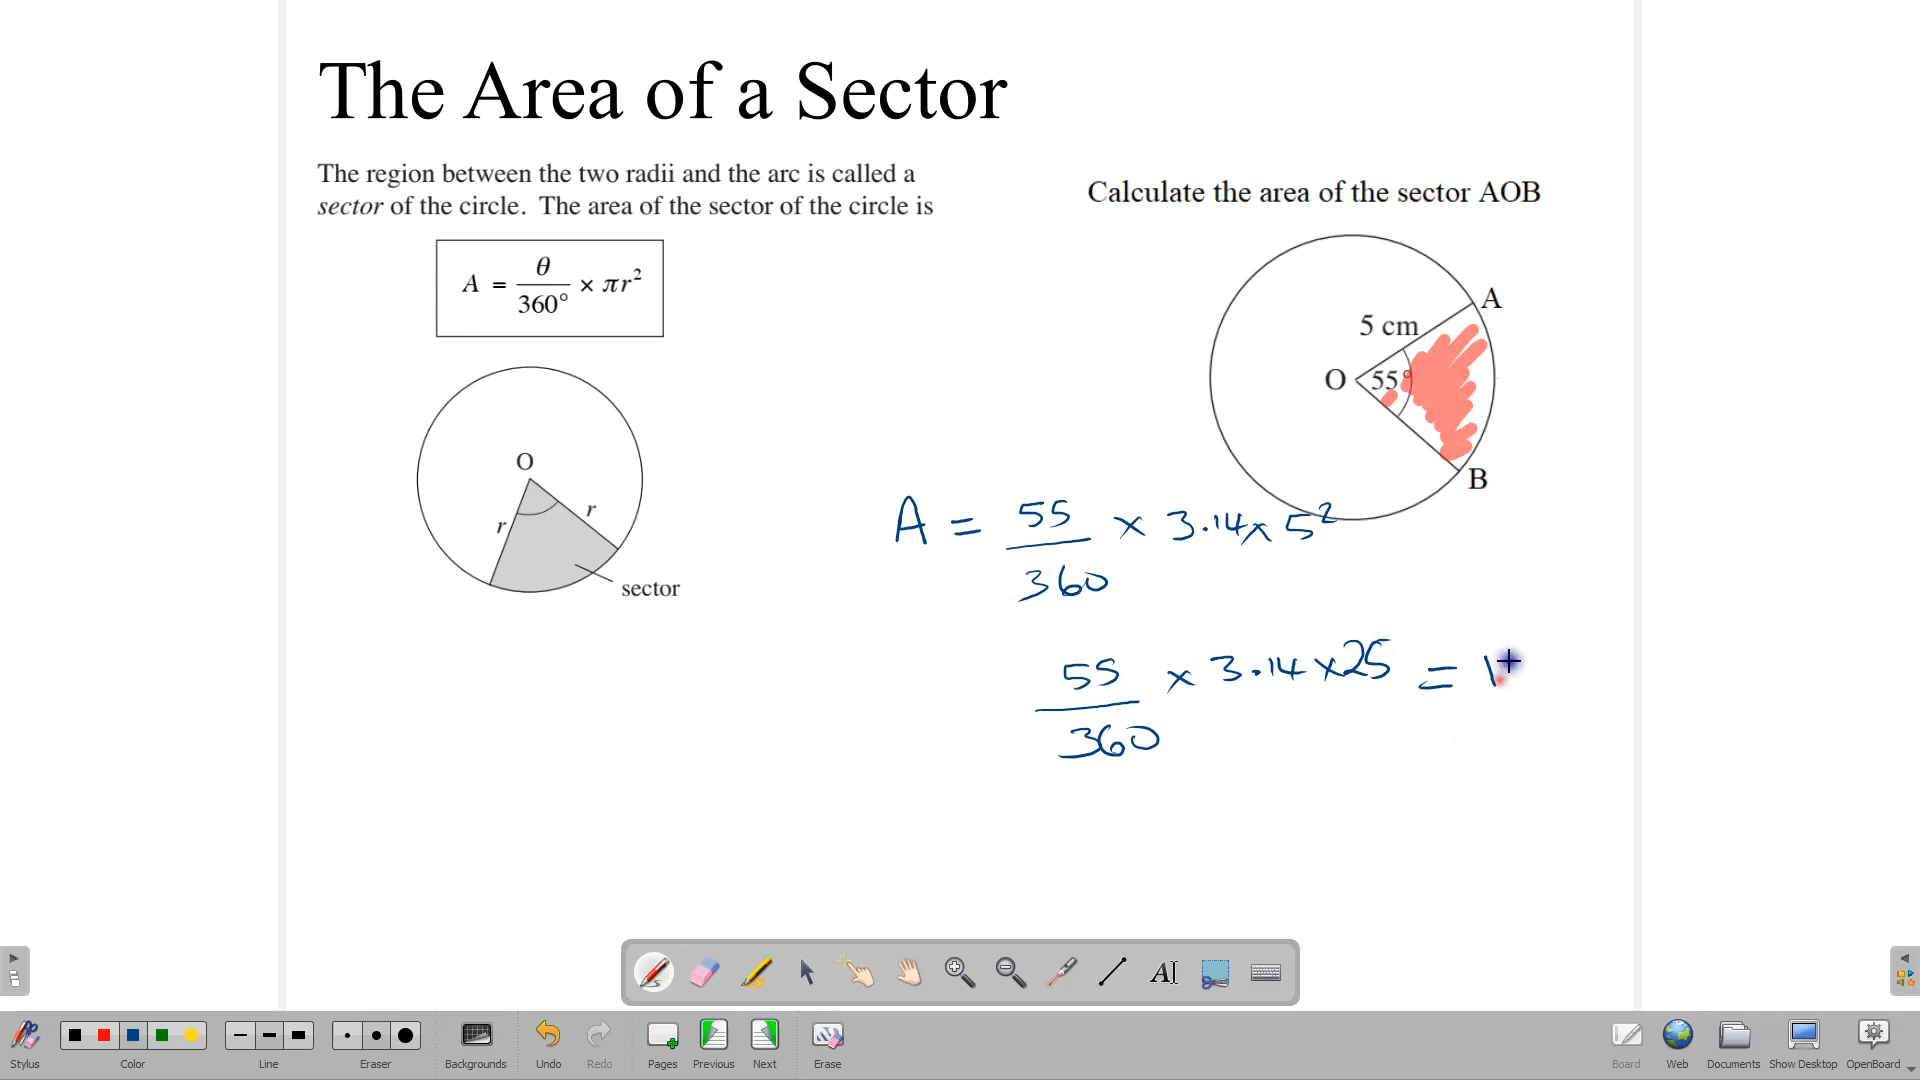 The Area of a Sector
The region between the two radii and the arc is called a
sector of the circle. The area of the sector of the circle is
A = θ/360° × πr²
O
r
r
sector
Calculate the area of the sector AOB
A
5 cm
O 55°
B
A = 55/360 × 3.14 × 5²
55/360 × 3.14 × 25 = 1
Stylus
Color
Line
Eraser
Backgrounds
Undo
Redo
Pages
Previous
Next
Erase
Board
Web
Documents
Show Desktop
OpenBoard